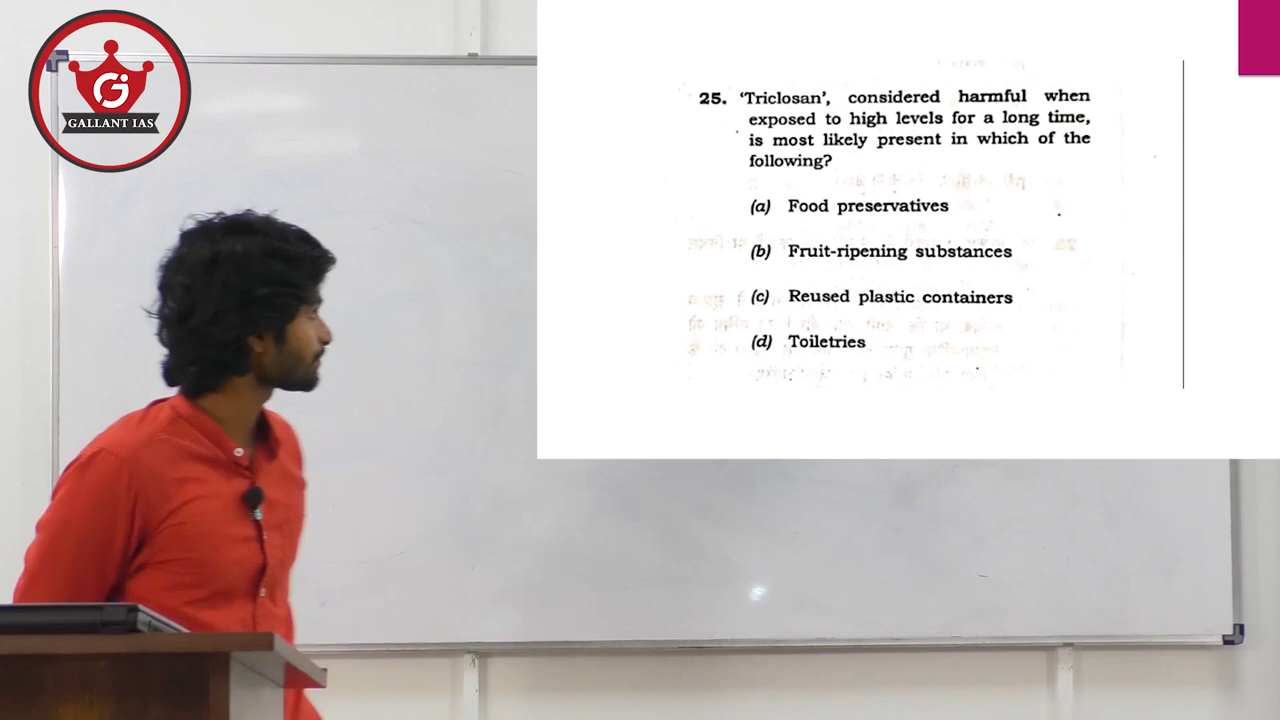 GALLANT IAS
25. 'Triclosan', considered harmful when
exposed to high levels for a long time,
is most likely present in which of the
following?
(a) Food preservatives
(b) Fruit-ripening substances
(c) Reused plastic containers
(d) Toiletries